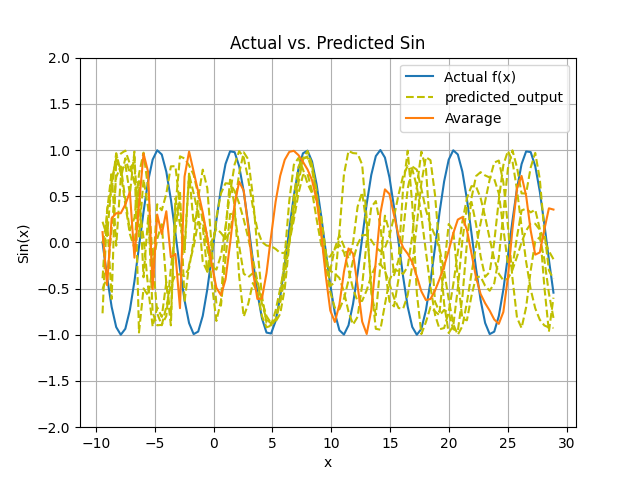 Actual vs. Predicted Sin
2.0
1.5
1.0
0.5
0.0
−0.5
−1.0
−1.5
−2.0
Sin(x)
Actual f(x)
predicted_output
Avarage
−10 −5 0 5 10 15 20 25 30
x